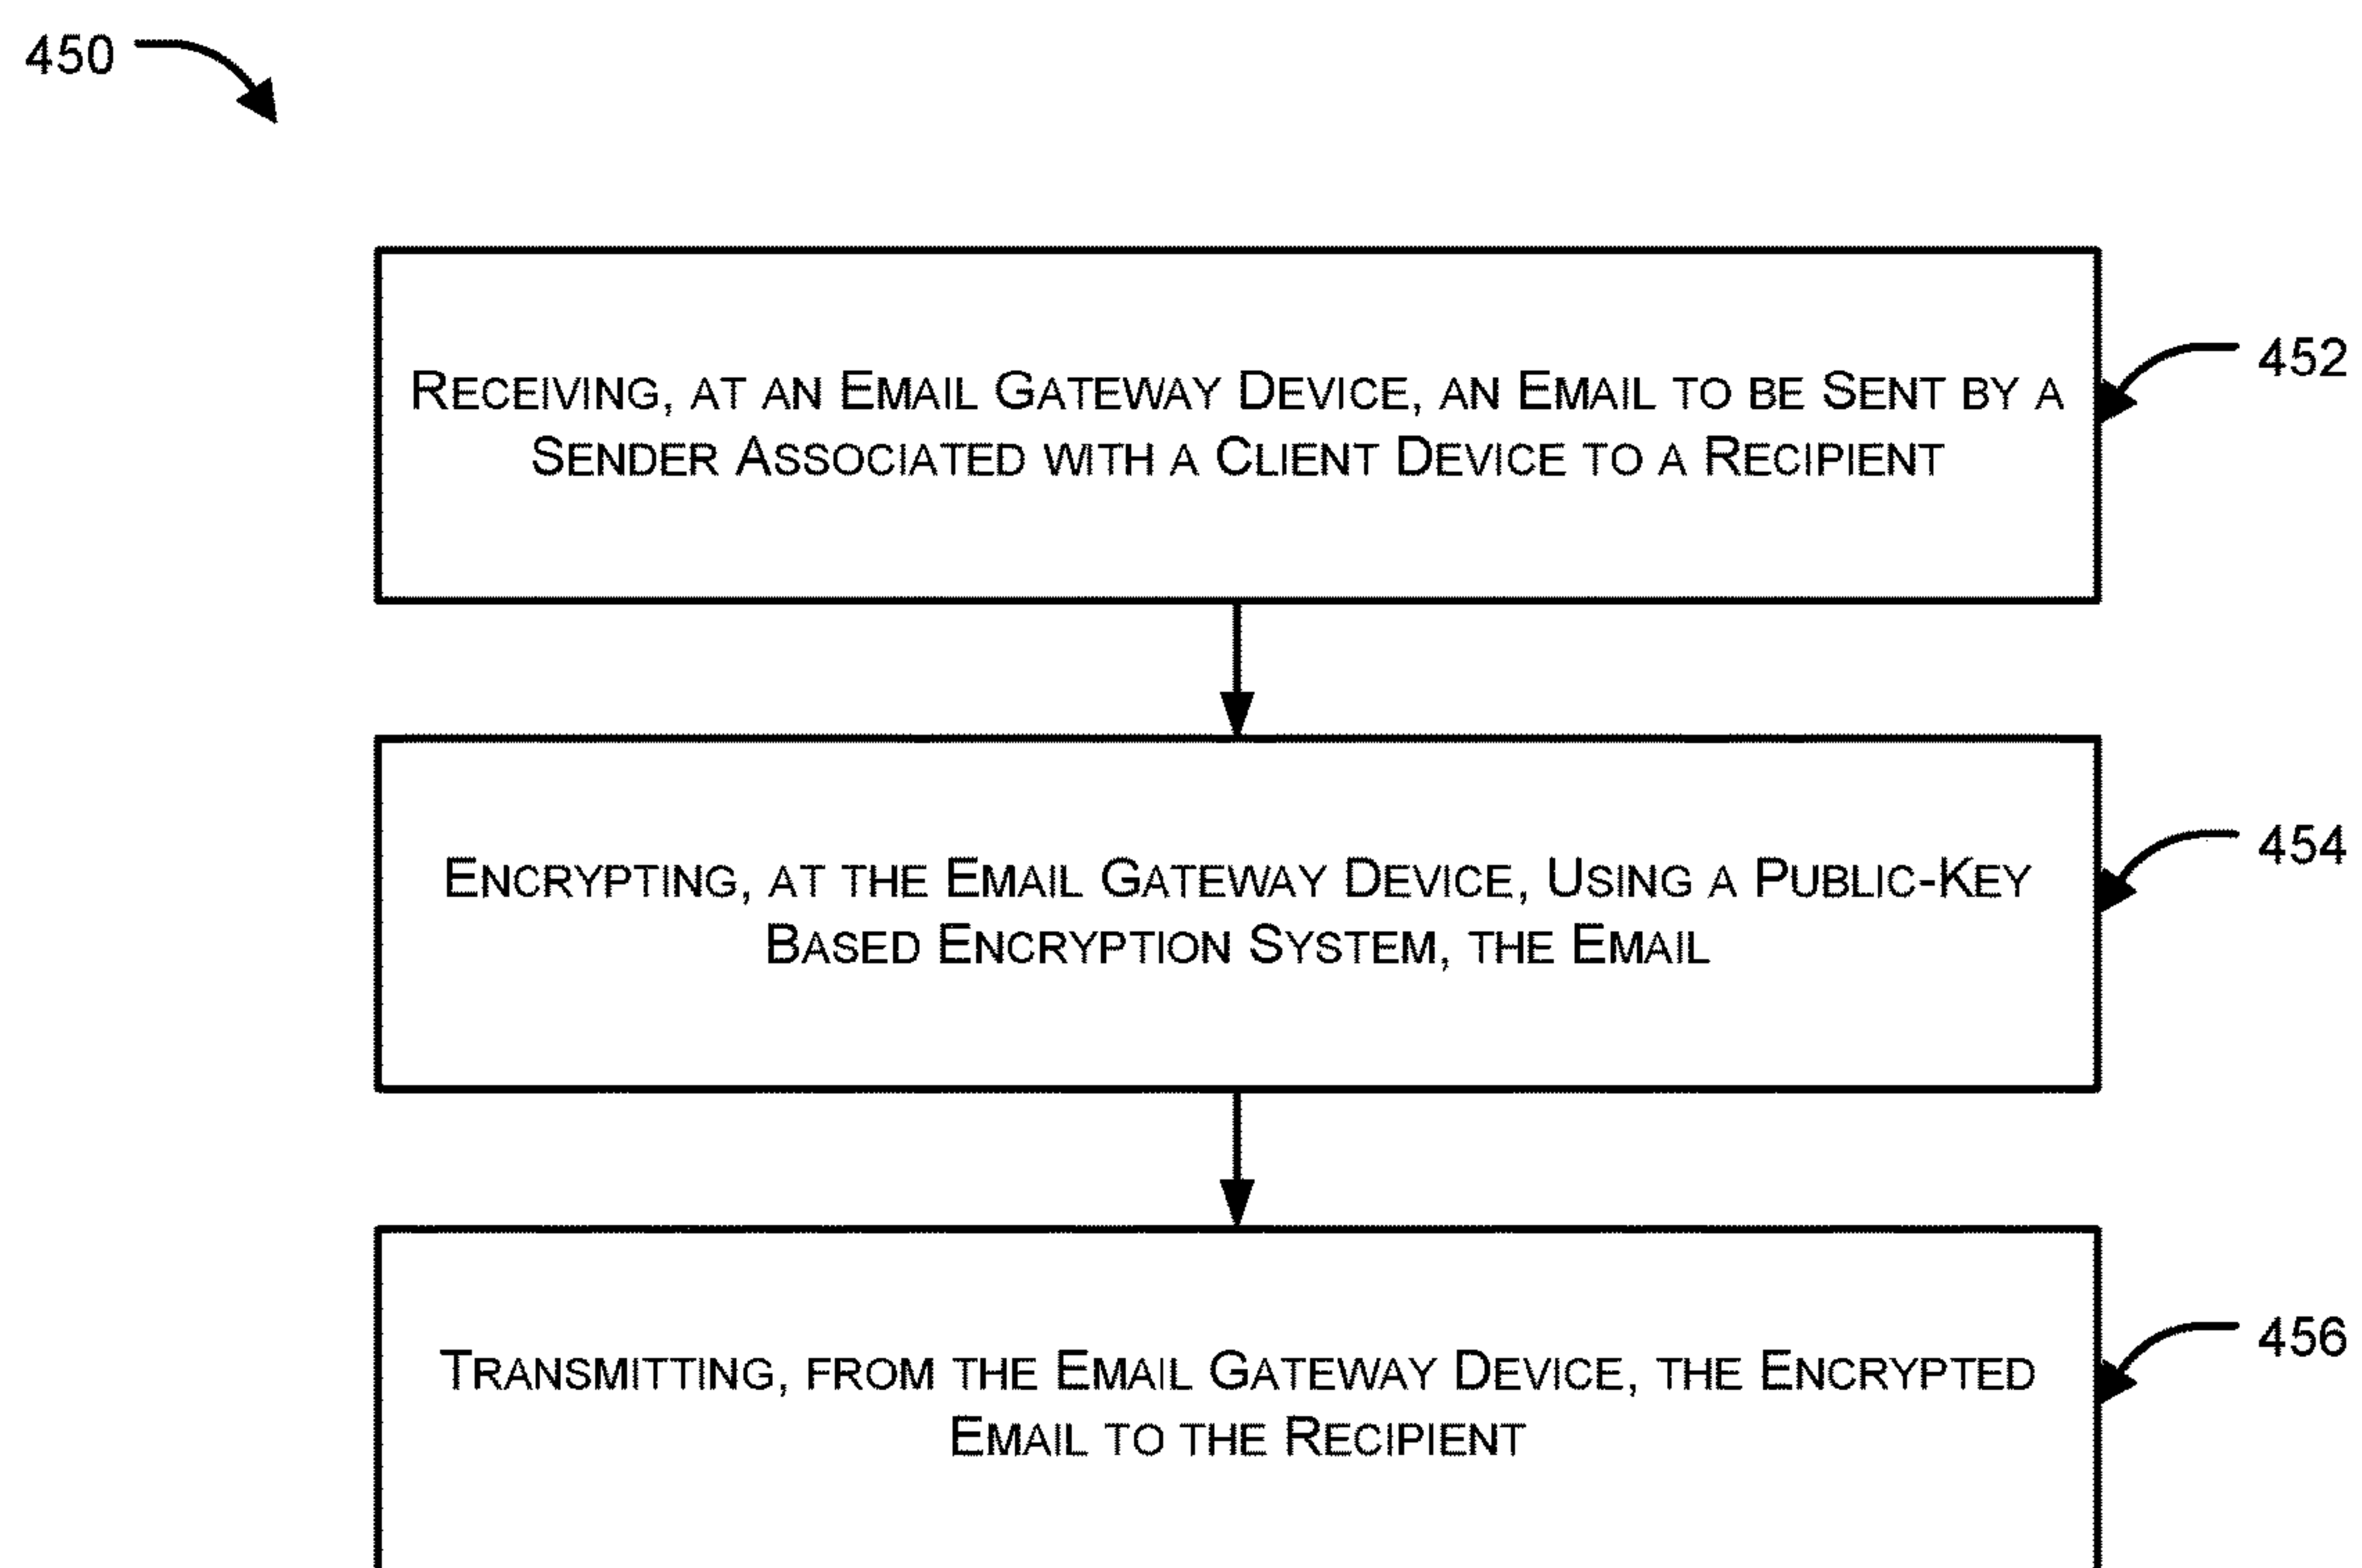 450
Receiving, at an Email Gateway Device, an Email to be Sent by a
Sender Associated with a Client Device to a Recipient
452
Encrypting, at the Email Gateway Device, Using a Public-Key
Based Encryption System, the Email
454
Transmitting, from the Email Gateway Device, the Encrypted
Email to the Recipient
456